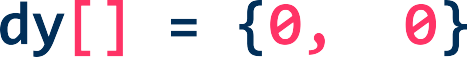 dy[] = {0,  0}